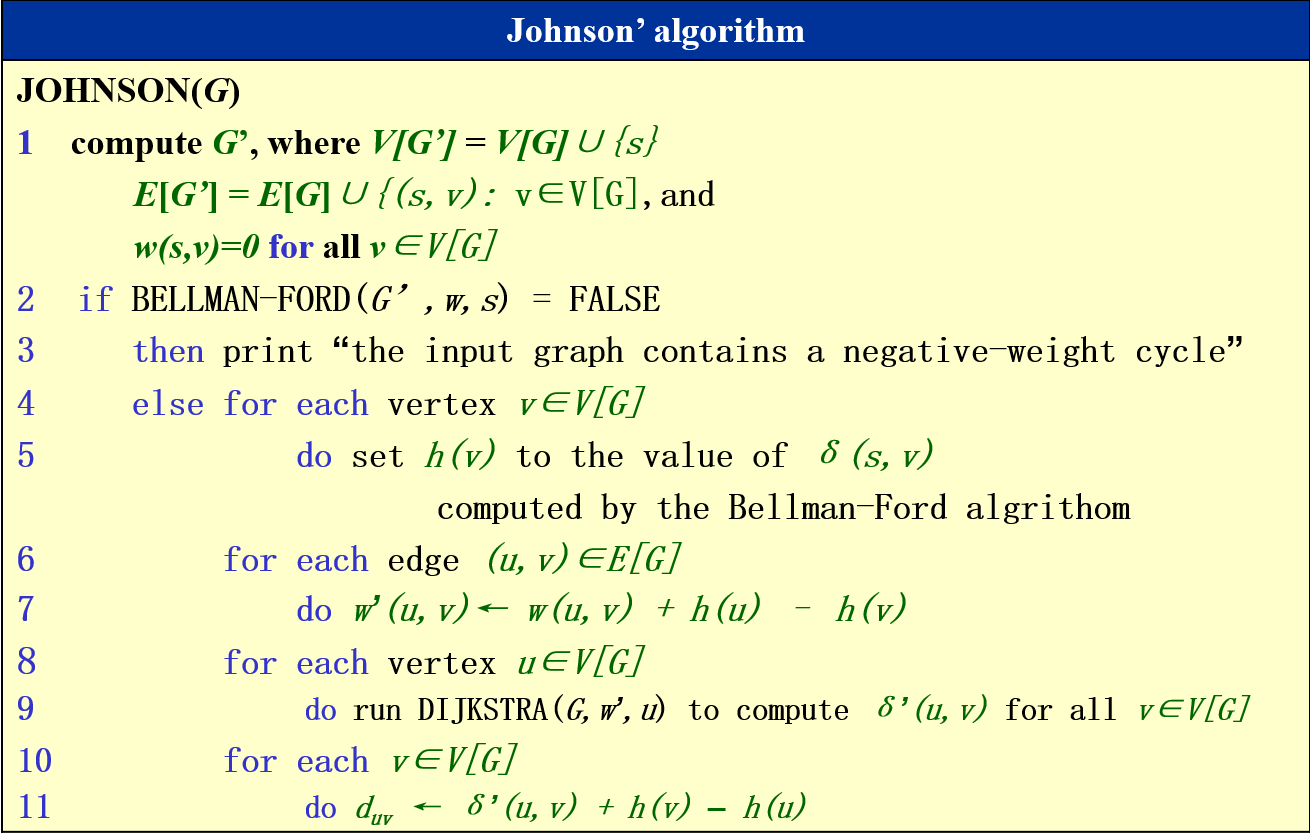 Johnson’ algorithm
JOHNSON(G)
1 compute G’, where V[G’] = V[G] ∪ {s}
E[G’] = E[G] ∪ {(s, v): v∈V[G], and
w(s,v)=0 for all v∈V[G]
2 if BELLMAN-FORD(G’,w,s) = FALSE
3 then print “the input graph contains a negative-weight cycle”
4 else for each vertex v∈V[G]
5 do set h(v) to the value of δ(s, v)
computed by the Bellman-Ford algrithom
6 for each edge (u, v)∈E[G]
7 do w’(u, v)← w(u, v) + h(u) - h(v)
8 for each vertex u∈V[G]
9 do run DIJKSTRA(G, w’, u) to compute δ’(u, v) for all v∈V[G]
10 for each v∈V[G]
11 do duv ← δ’(u, v) + h(v) – h(u)